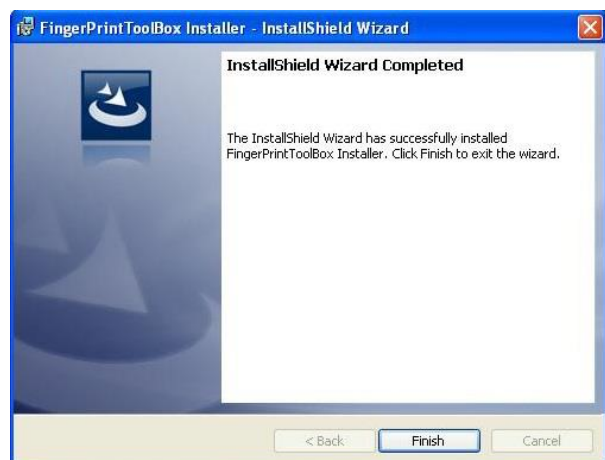 FingerPrintToolBox Installer - InstallShield Wizard
InstallShield Wizard Completed
The InstallShield Wizard has successfully installed
FingerPrintToolBox Installer. Click Finish to exit the wizard.
< Back
Finish
Cancel